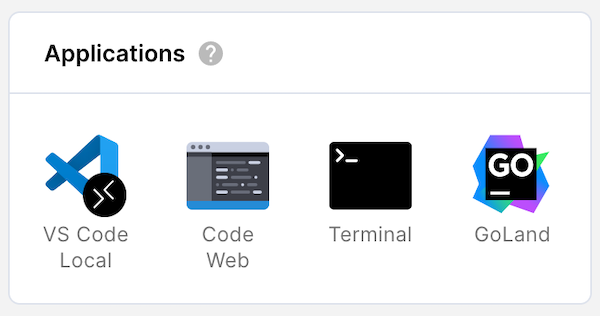 Applications ?
VS Code
Local
Code
Web
Terminal
GO
GoLand